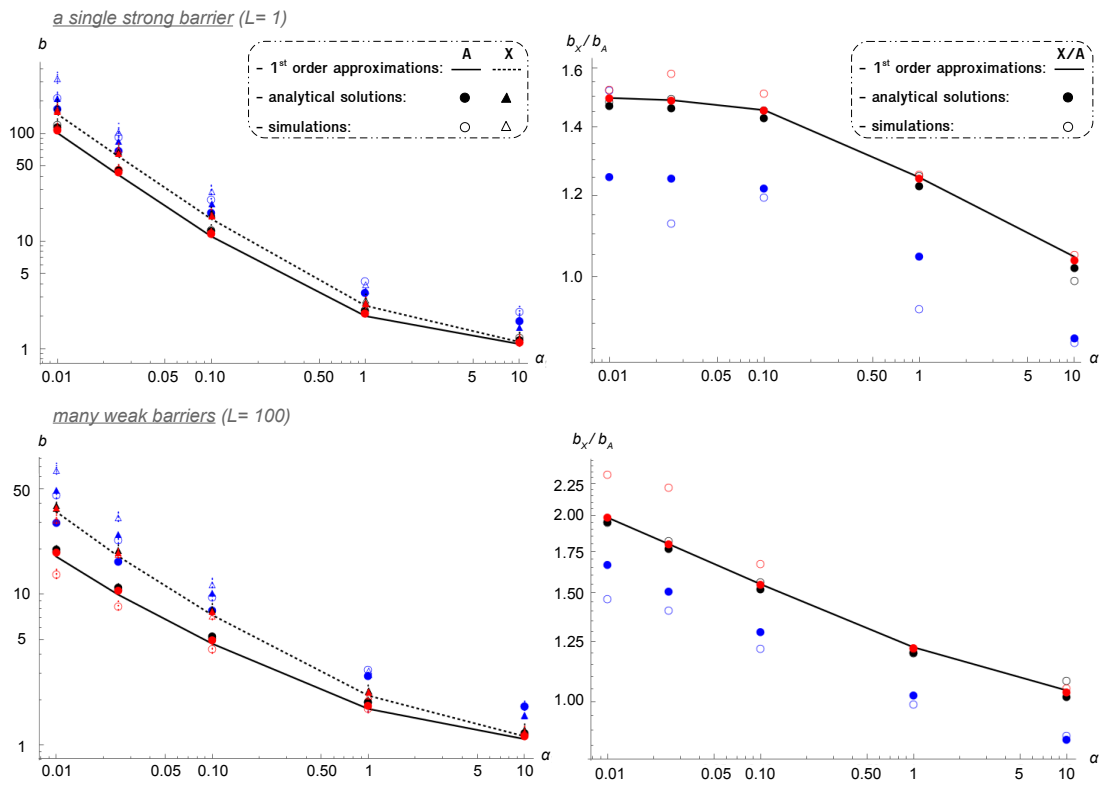 a single strong barrier (L= 1)
b
A X
- 1st order approximations:
- analytical solutions:
- simulations:
100
50
10
5
1
0.01 0.05 0.10 0.50 1 5 10 α
bX / bA
X/A
- 1st order approximations:
- analytical solutions:
- simulations:
1.6
1.4
1.2
1.0
0.01 0.05 0.10 0.50 1 5 10 α
many weak barriers (L= 100)
b
50
10
5
1
0.01 0.05 0.10 0.50 1 5 10 α
bX / bA
2.25
2.00
1.75
1.50
1.25
1.00
0.01 0.05 0.10 0.50 1 5 10 α